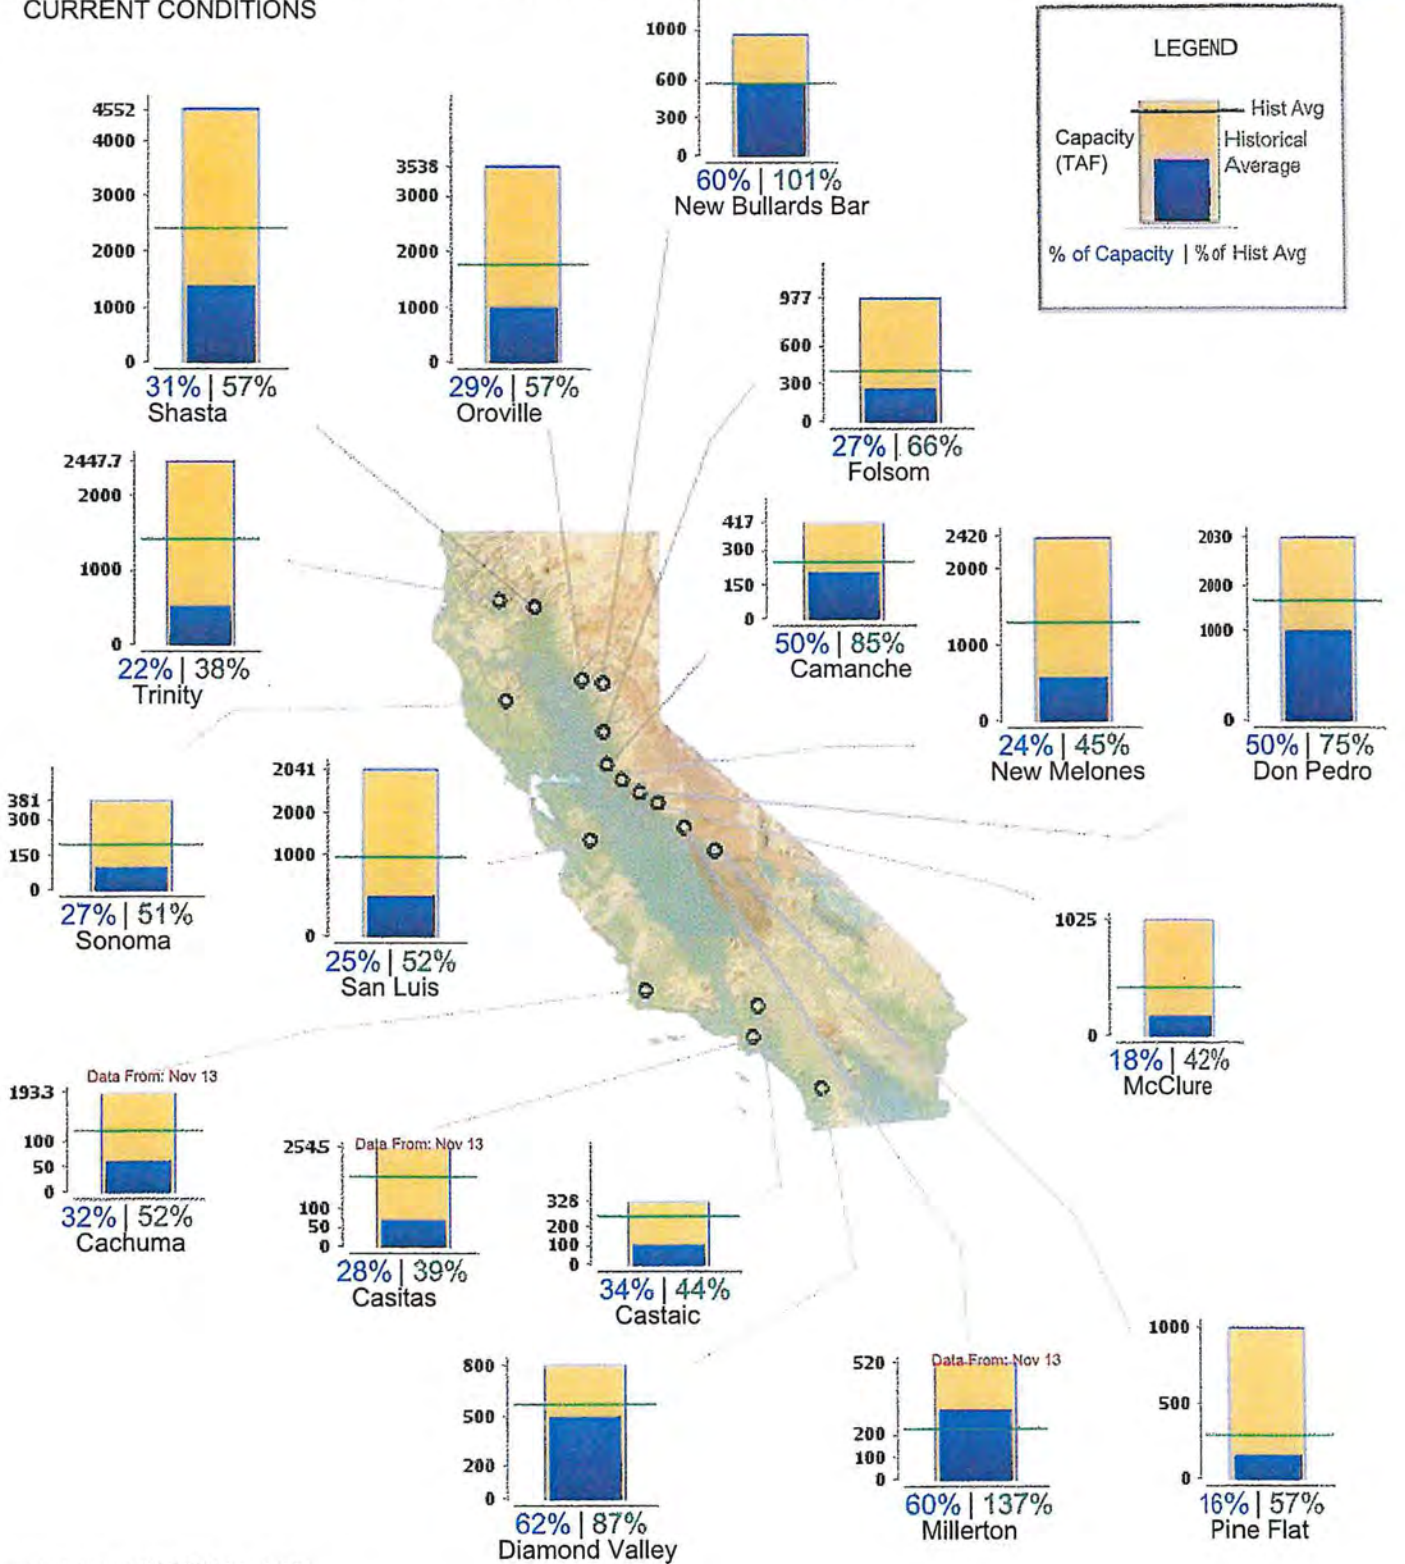 CURRENT CONDITIONS
1000
600
300
0
60% | 101%
New Bullards Bar
LEGEND
Hist Avg
Capacity
(TAF)
Historical
Average
% of Capacity | % of Hist Avg
4552
4000
3000
2000
1000
0
31% | 57%
Shasta
3538
3000
2000
1000
0
29% | 57%
Oroville
977
600
300
0
27% | 66%
Folsom
2447.7
2000
1000
0
22% | 38%
Trinity
417
300
150
0
50% | 85%
Camanche
2420
2000
1000
0
24% | 45%
New Melones
2030
2000
1000
0
50% | 75%
Don Pedro
381
300
150
0
27% | 51%
Sonoma
2041
2000
1000
0
25% | 52%
San Luis
1025
0
18% | 42%
McClure
Data From: Nov 13
193.3
100
50
0
32% | 52%
Cachuma
Data From: Nov 13
254.5
100
50
0
28% | 39%
Casitas
328
200
100
0
34% | 44%
Castaic
800
500
200
0
62% | 87%
Diamond Valley
Data From: Nov 13
520
200
100
0
60% | 137%
Millerton
1000
500
0
16% | 57%
Pine Flat